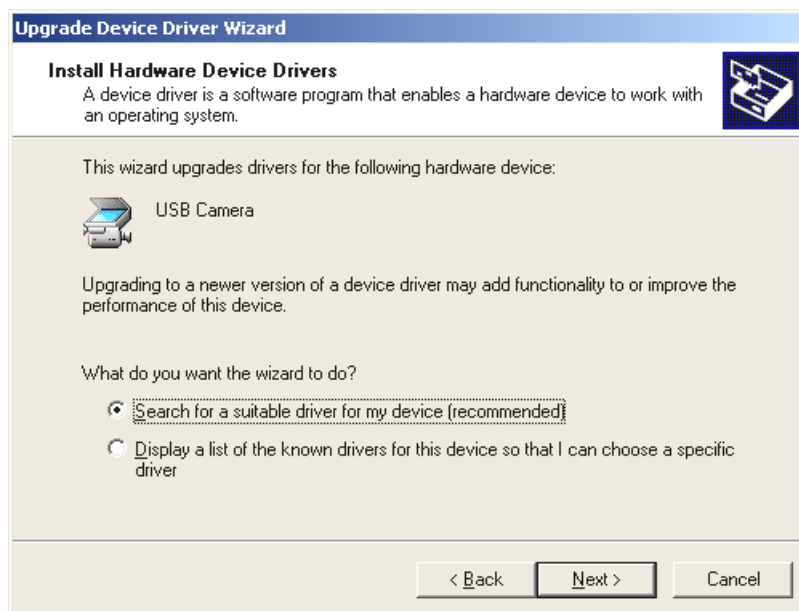 Upgrade Device Driver Wizard
Install Hardware Device Drivers
A device driver is a software program that enables a hardware device to work with
an operating system.
This wizard upgrades drivers for the following hardware device:
USB Camera
Upgrading to a newer version of a device driver may add functionality to or improve the
performance of this device.
What do you want the wizard to do?
Search for a suitable driver for my device (recommended)
Display a list of the known drivers for this device so that I can choose a specific
driver
< Back Next > Cancel